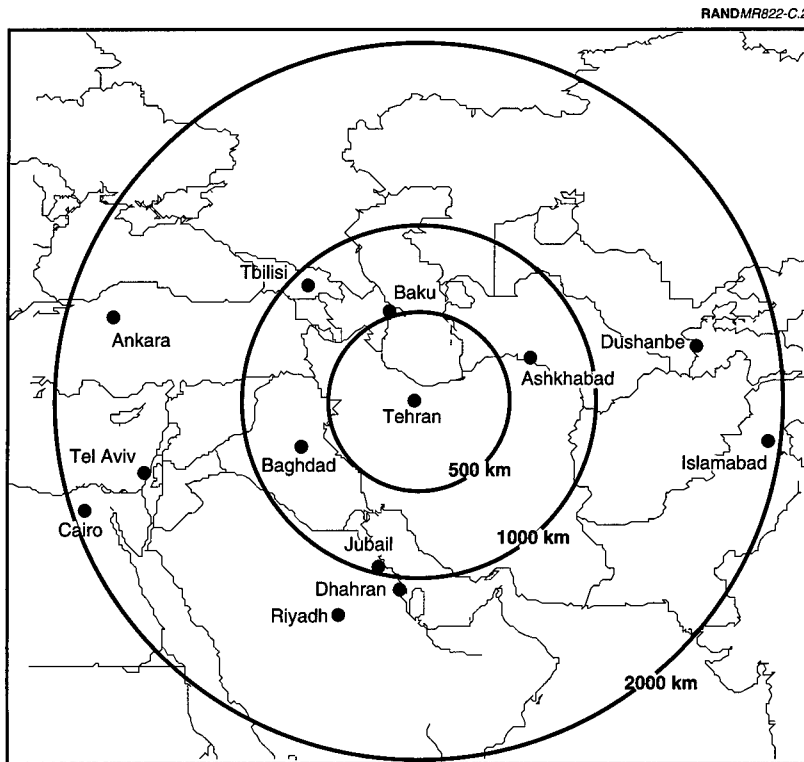 RANDMR822-C.2
Tbilisi
Baku
Ankara
Dushanbe
Ashkhabad
Tehran
Tel Aviv
Baghdad
500 km
Islamabad
Cairo
Jubail
1000 km
Dhahran
Riyadh
2000 km